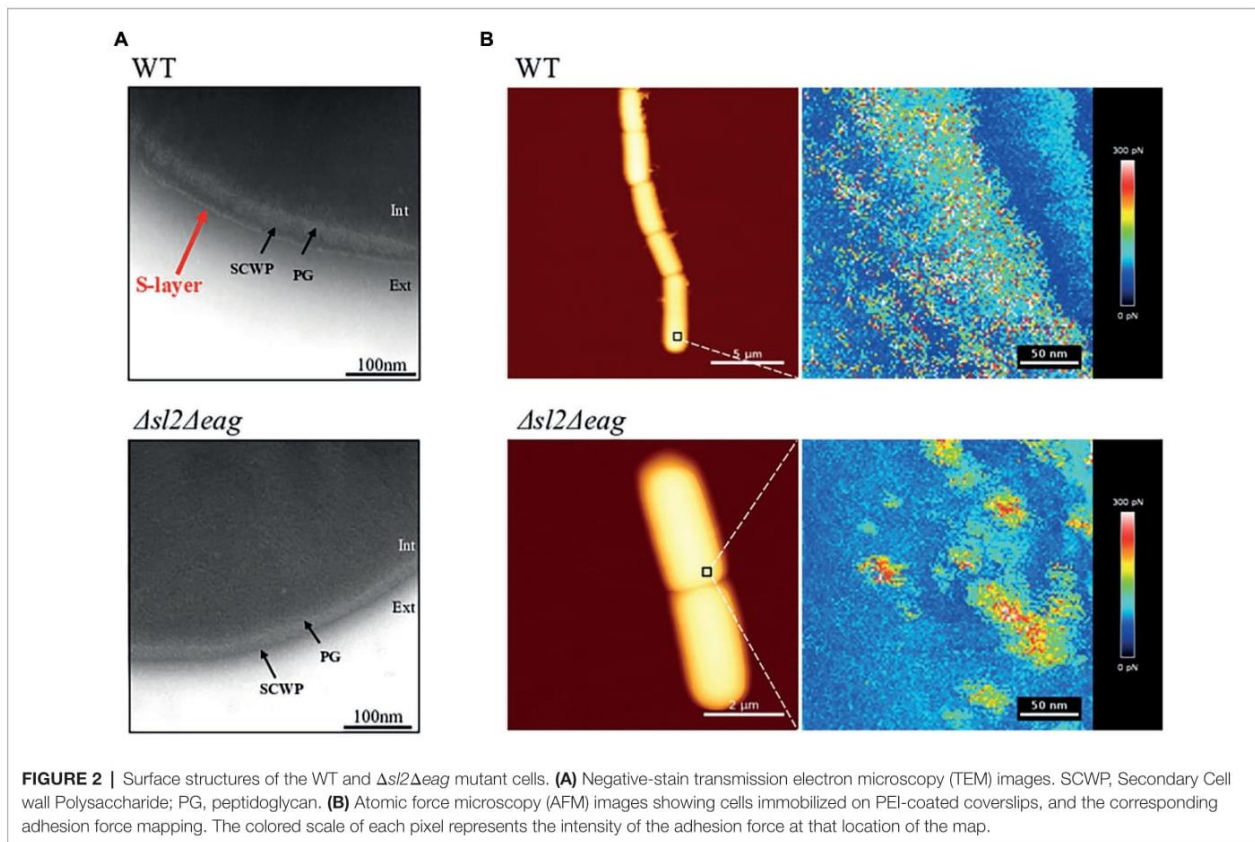 A
B
WT
WT
Int
SCWP
PG
S-layer
Ext
100nm
5 µm
300 pN
0 pN
50 nm
Δsl2Δeag
Δsl2Δeag
Int
Ext
PG
SCWP
100nm
2 µm
300 pN
0 pN
50 nm
FIGURE 2 | Surface structures of the WT and Δsl2Δeag mutant cells. (A) Negative-stain transmission electron microscopy (TEM) images. SCWP, Secondary Cell
wall Polysaccharide; PG, peptidoglycan. (B) Atomic force microscopy (AFM) images showing cells immobilized on PEI-coated coverslips, and the corresponding
adhesion force mapping. The colored scale of each pixel represents the intensity of the adhesion force at that location of the map.